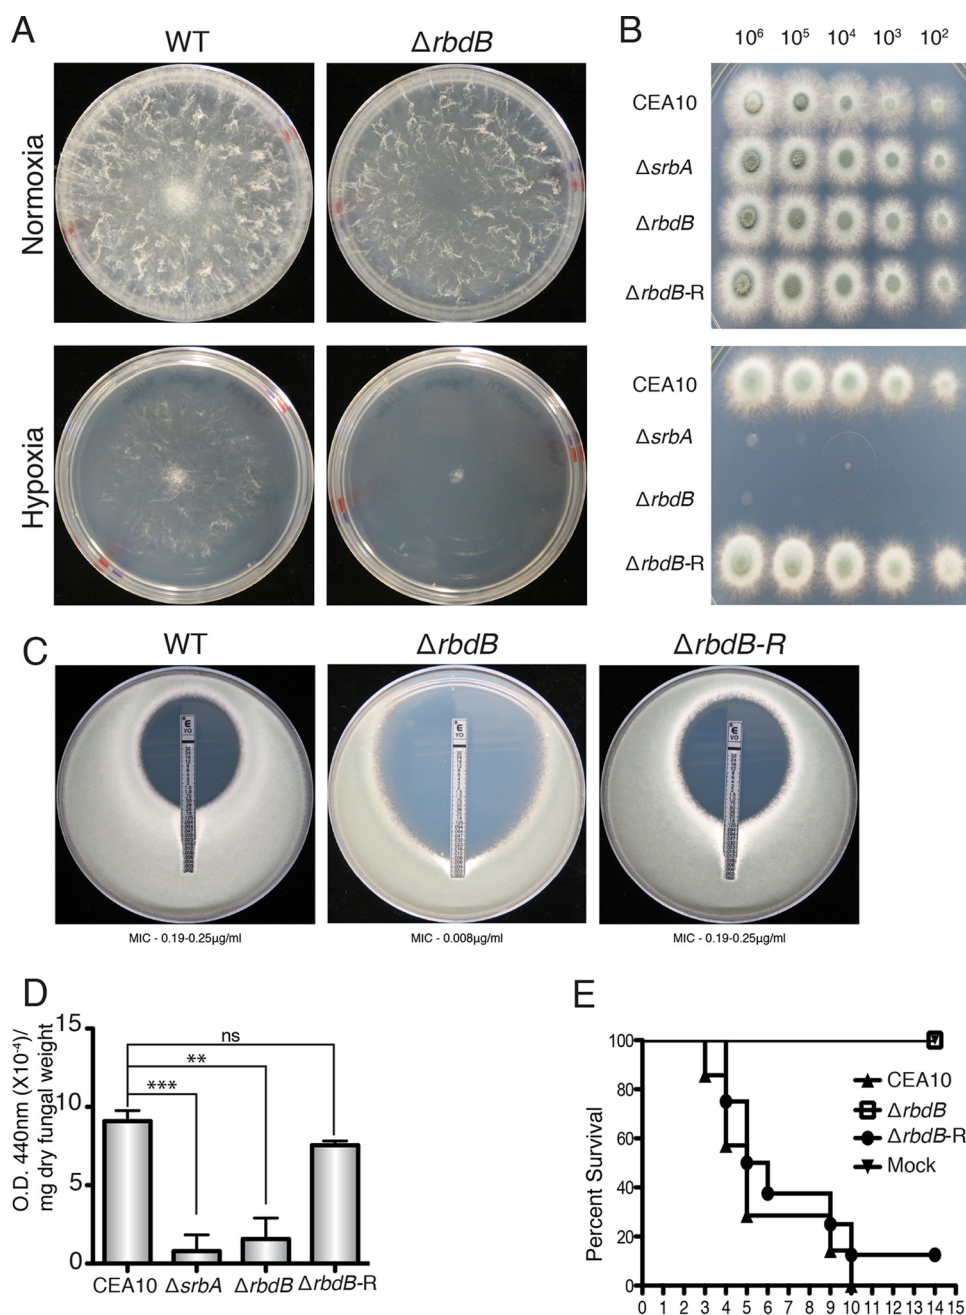 A
WT
ΔrbdB
Normoxia
Hypoxia
B
10⁶ 10⁵ 10⁴ 10³ 10²
CEA10
ΔsrbA
ΔrbdB
ΔrbdB-R
CEA10
ΔsrbA
ΔrbdB
ΔrbdB-R
C
WT
ΔrbdB
ΔrbdB-R
MIC - 0.19-0.25µg/ml
MIC - 0.008µg/ml
MIC - 0.19-0.25µg/ml
D
O.D. 440nm (X10⁻⁴)/
mg dry fungal weight
15
10
5
0
ns
**
***
CEA10 ΔsrbA ΔrbdB ΔrbdB-R
E
Percent Survival
100
80
60
40
20
0
CEA10
ΔrbdB
ΔrbdB-R
Mock
0 1 2 3 4 5 6 7 8 9 10 11 12 13 14 15